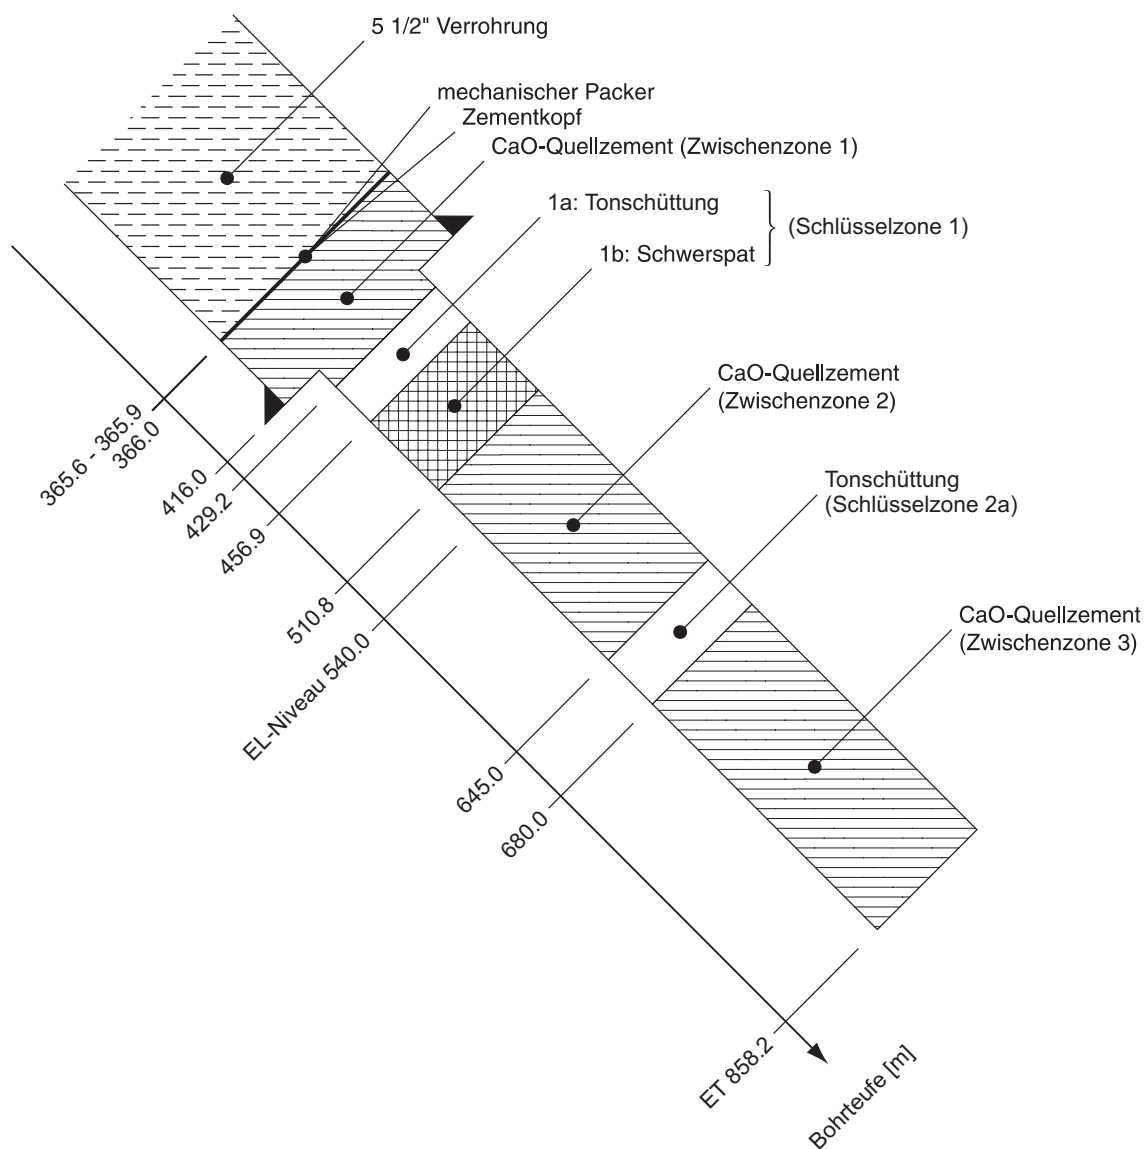 5 1/2" Verrohrung
mechanischer Packer
Zementkopf
CaO-Quellzement (Zwischenzone 1)
1a: Tonschüttung
(Schlüsselzone 1)
1b: Schwerspat
CaO-Quellzement
(Zwischenzone 2)
Tonschüttung
(Schlüsselzone 2a)
CaO-Quellzement
(Zwischenzone 3)
365.6 - 365.9
366.0
416.0
429.2
456.9
510.8
EL-Niveau 540.0
645.0
680.0
ET 858.2
Bohrteufe [m]